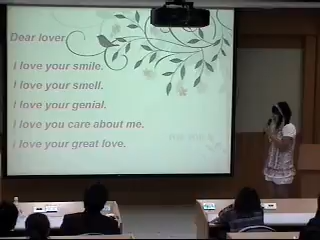 Dear lover
I love your smile.
I love your smell.
I love your genial.
I love you care about me.
I love your great love.